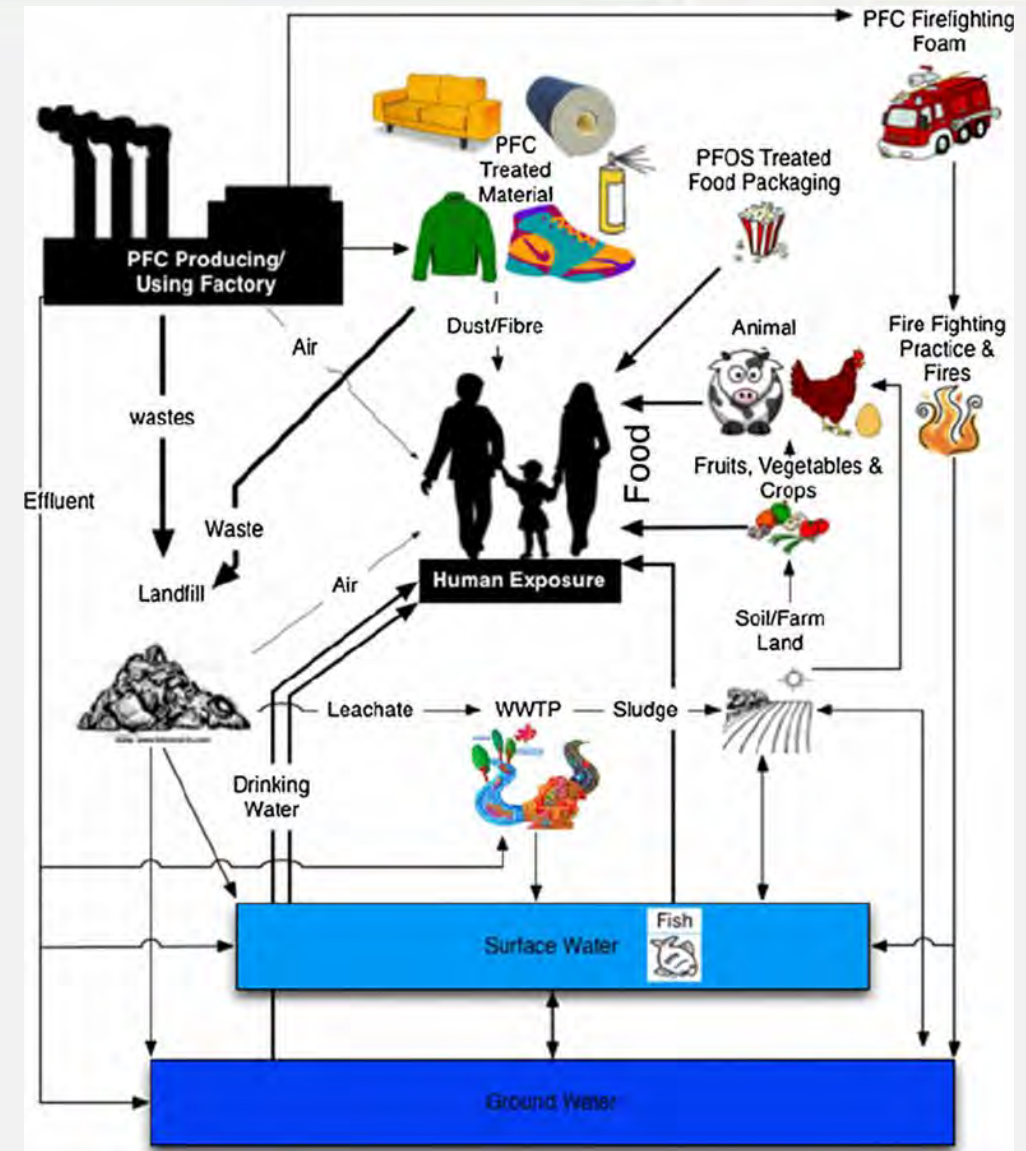 PFC Firefighting
Foam
PFC
Treated
Material
PFOS Treated
Food Packaging
PFC Producing/
Using Factory
Dust/Fibre
Air
Animal
Fire Fighting
Practice &
Fires
wastes
Food
Fruits, Vegetables &
Crops
Effluent
Waste
Landfill
Air
Human Exposure
Soil/Farm
Land
Leachate
WWTP
Sludge
Drinking
Water
Fish
Surface Water
Ground Water